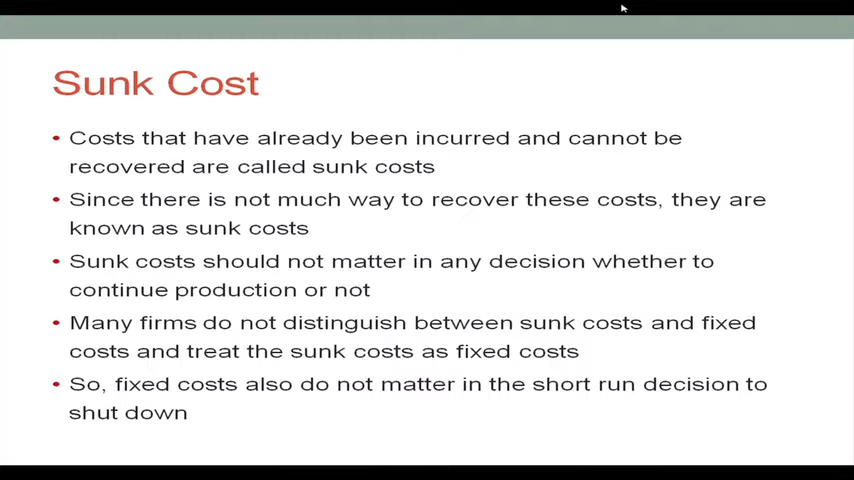 Sunk Cost
• Costs that have already been incurred and cannot be
recovered are called sunk costs
• Since there is not much way to recover these costs, they are
known as sunk costs
• Sunk costs should not matter in any decision whether to
continue production or not
• Many firms do not distinguish between sunk costs and fixed
costs and treat the sunk costs as fixed costs
• So, fixed costs also do not matter in the short run decision to
shut down